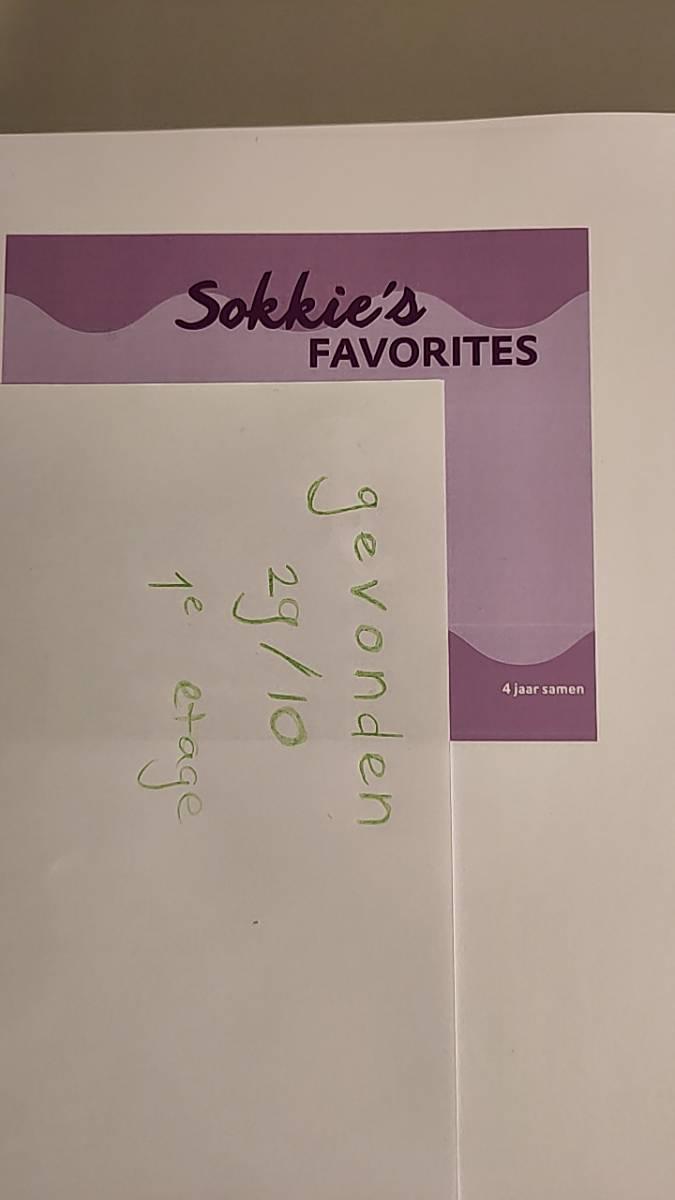 Sokkie's
FAVORITES
4 jaar samen
gevonden
29/10
1e etage